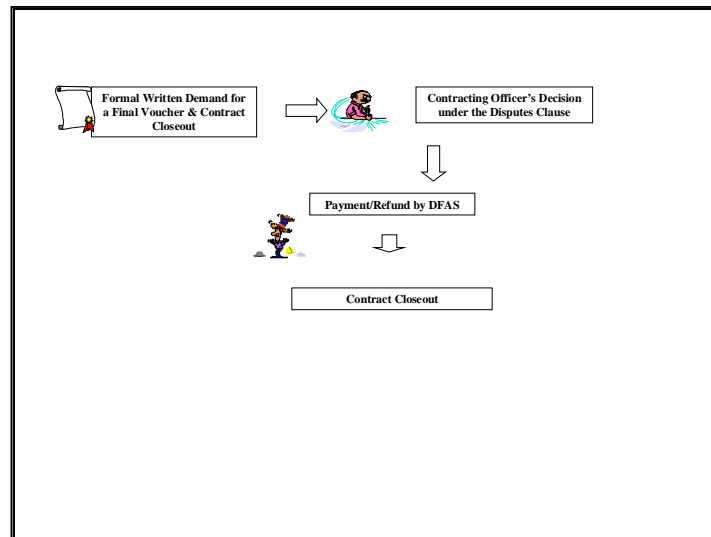 Formal Written Demand for
a Final Voucher & Contract
Closeout
Contracting Officer's Decision
under the Disputes Clause
Payment/Refund by DFAS
Contract Closeout